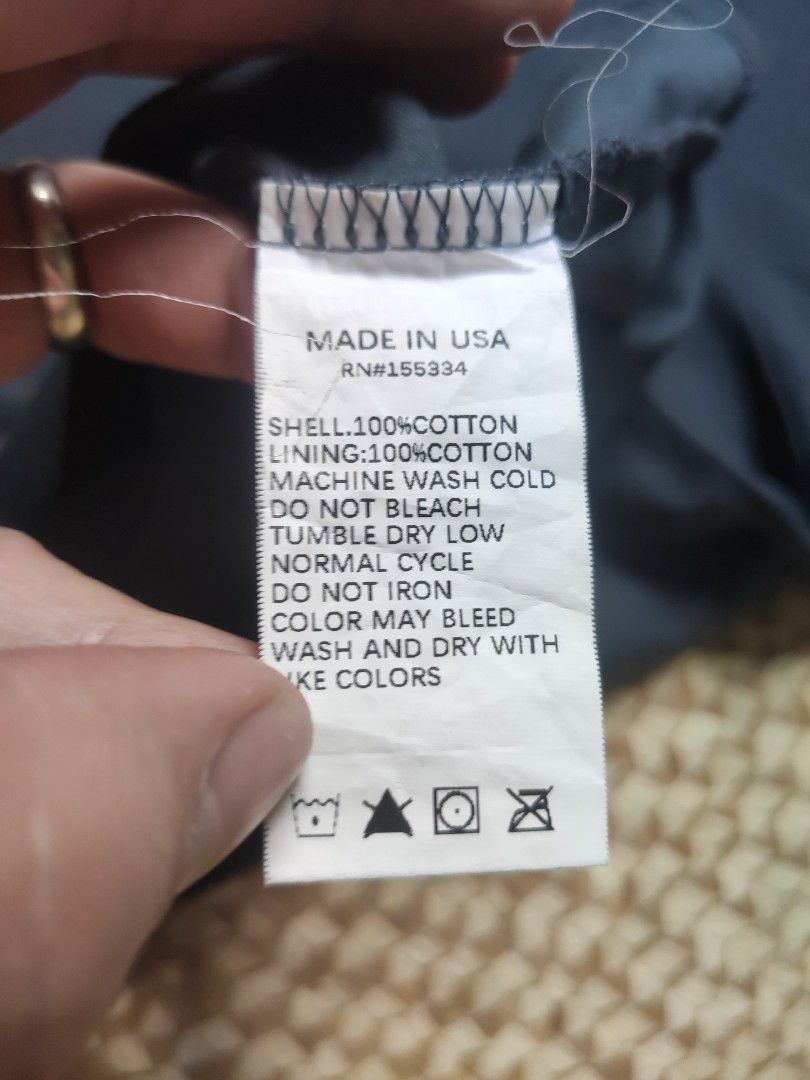 MADE IN USA
RN#155334
SHELL.100%COTTON
LINING:100%COTTON
MACHINE WASH COLD
DO NOT BLEACH
TUMBLE DRY LOW
NORMAL CYCLE
DO NOT IRON
COLOR MAY BLEED
WASH AND DRY WITH
COLORS